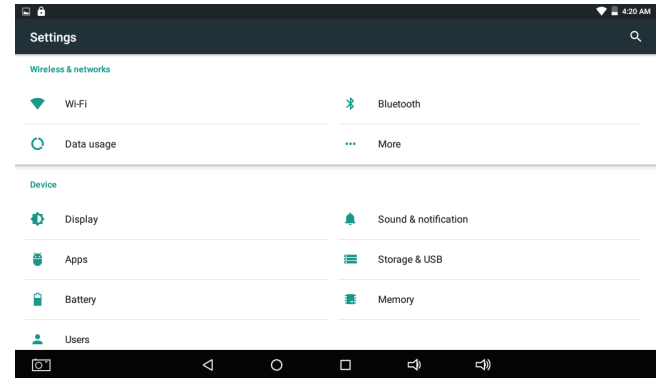 4:20 AM
Settings
Wireless & networks
Wi-Fi
Bluetooth
Data usage
More
Device
Display
Sound & notification
Apps
Storage & USB
Battery
Memory
Users